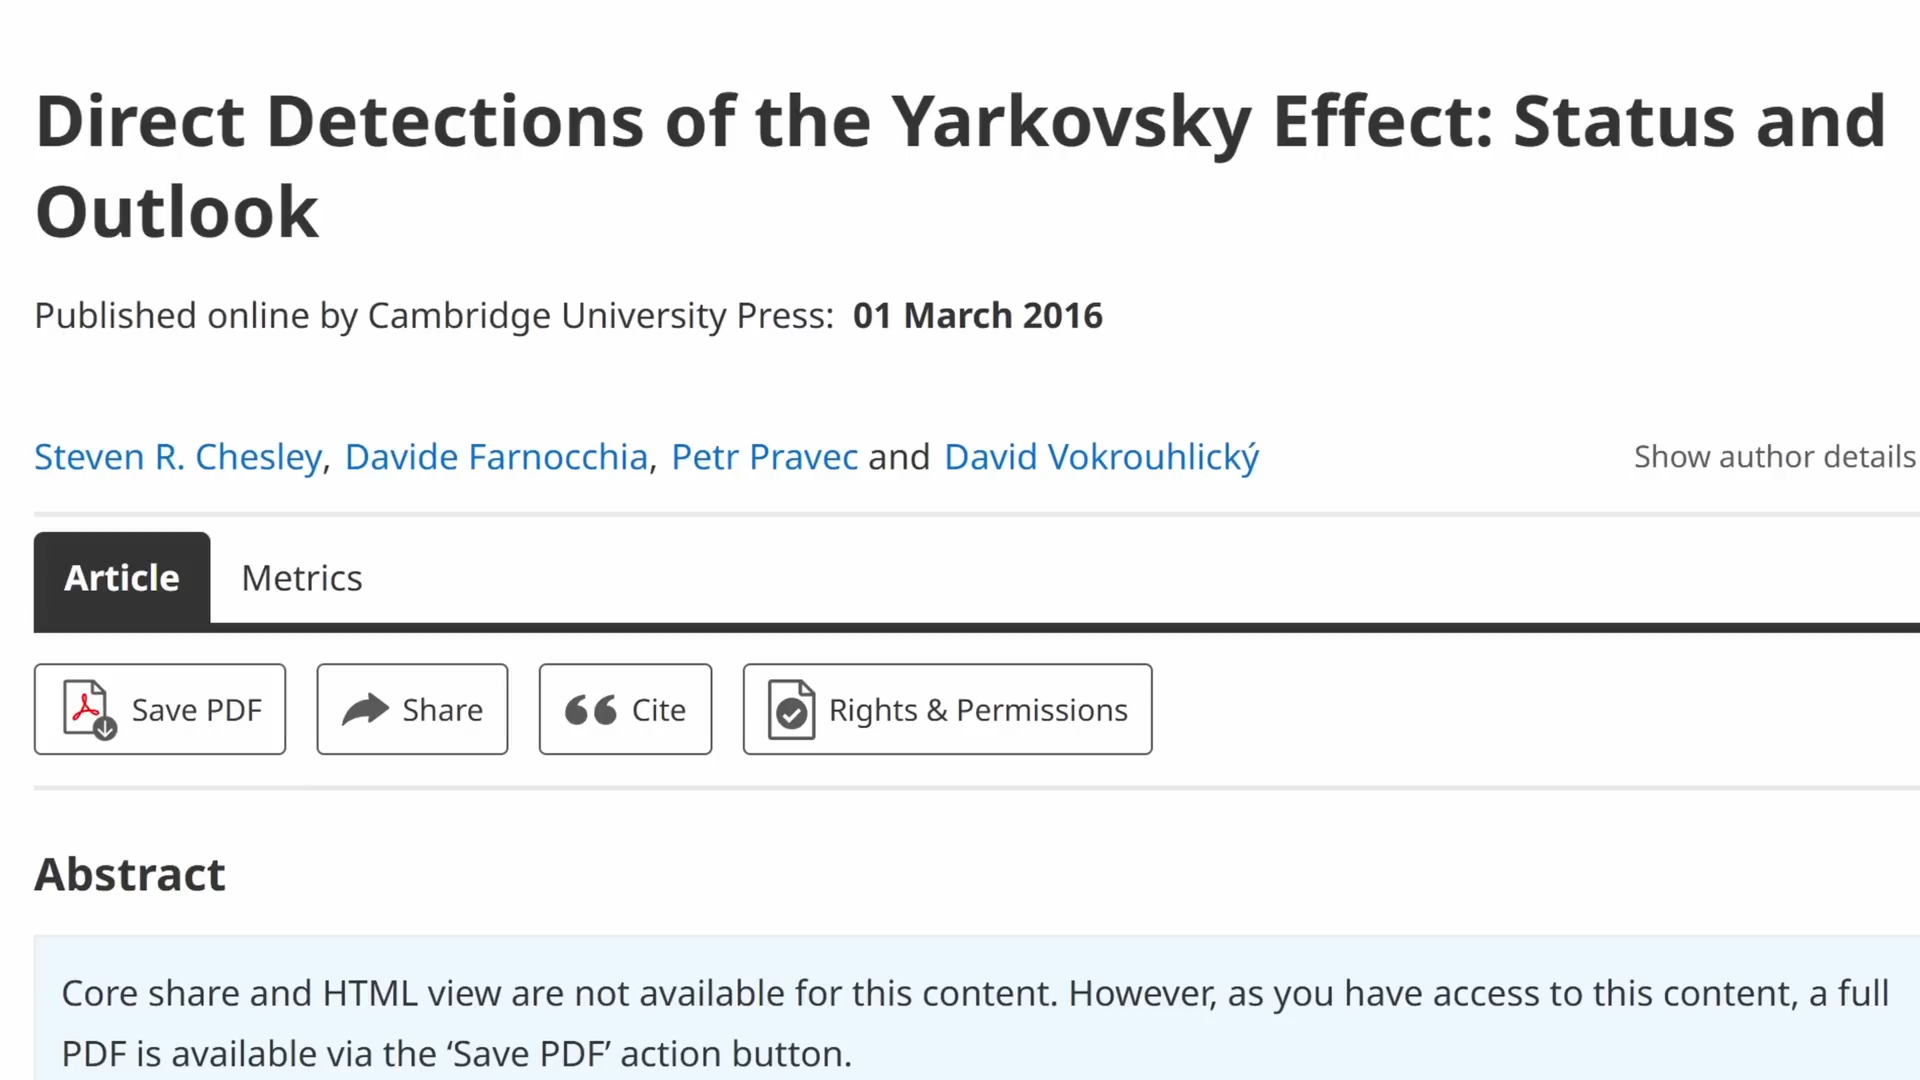 Direct Detections of the Yarkovsky Effect: Status and
Outlook
Published online by Cambridge University Press: 01 March 2016
Steven R. Chesley, Davide Farnocchia, Petr Pravec and David Vokrouhlický
Show author details
Article Metrics
Save PDF Share Cite Rights & Permissions
Abstract
Core share and HTML view are not available for this content. However, as you have access to this content, a full
PDF is available via the ‘Save PDF’ action button.